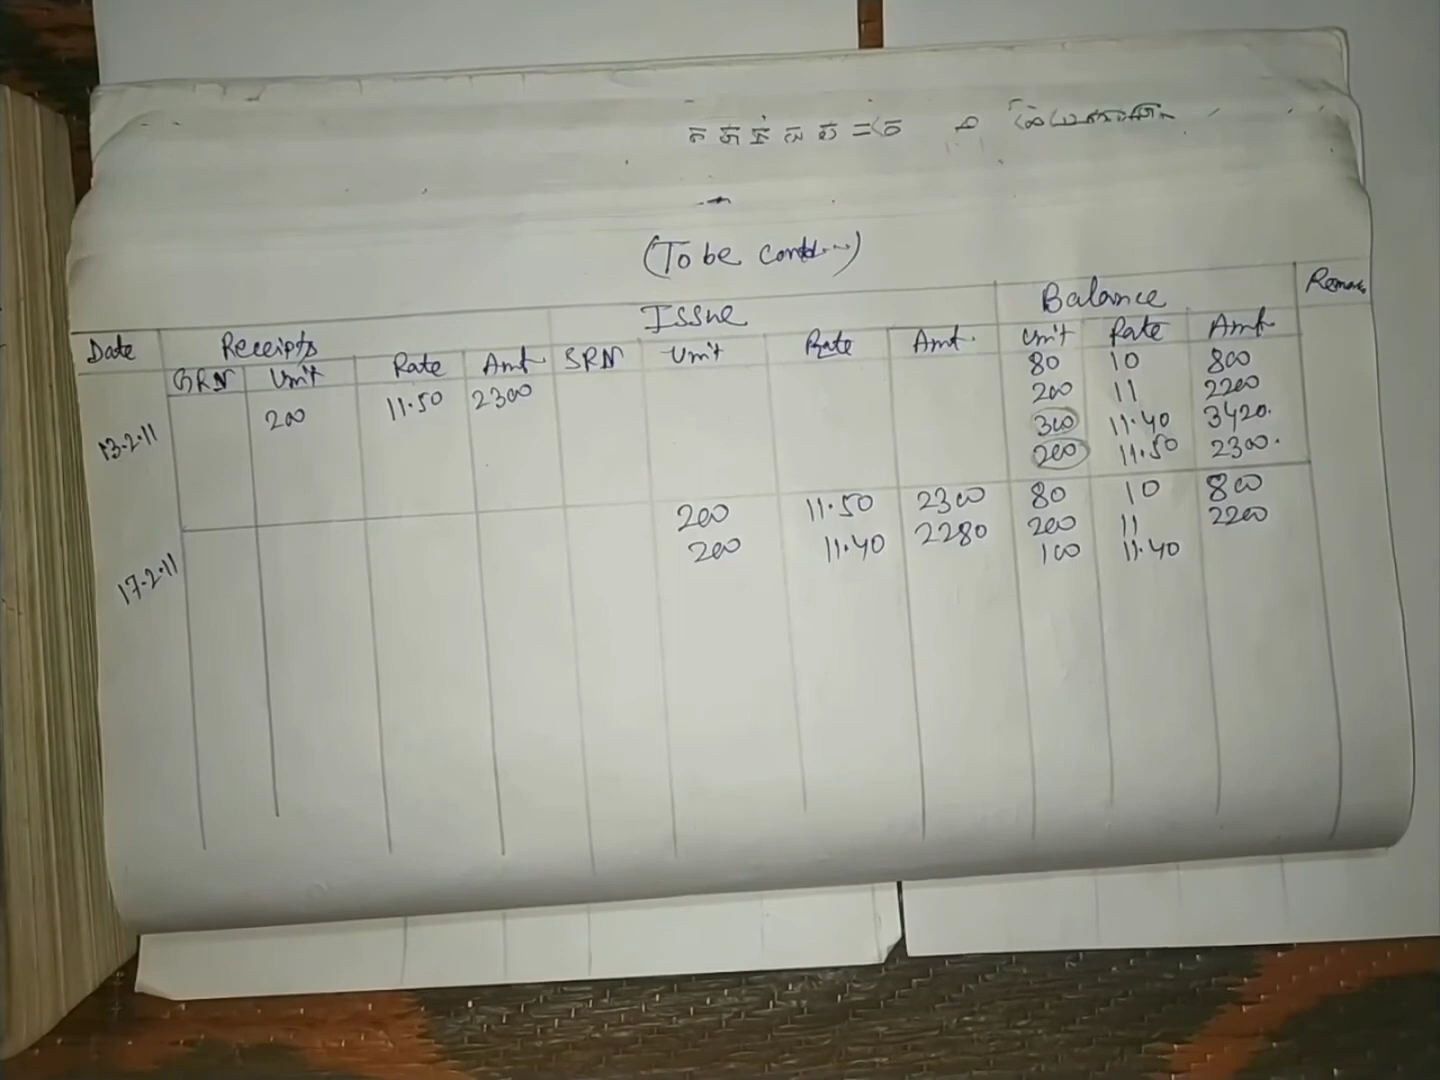 (To be contd...)
Date Receipts Issue Balance Remarks
GRN Unit Rate Amt SRN Unit Rate Amt. Unit Rate Amt
13.2.11 200 11.50 2300 80 10 800
200 11 2200
300 11.40 3420.
200 11.50 2300.
17.2.11 200 11.50 2300 80 10 800
200 11.40 2280 200 11 2200
100 11.40